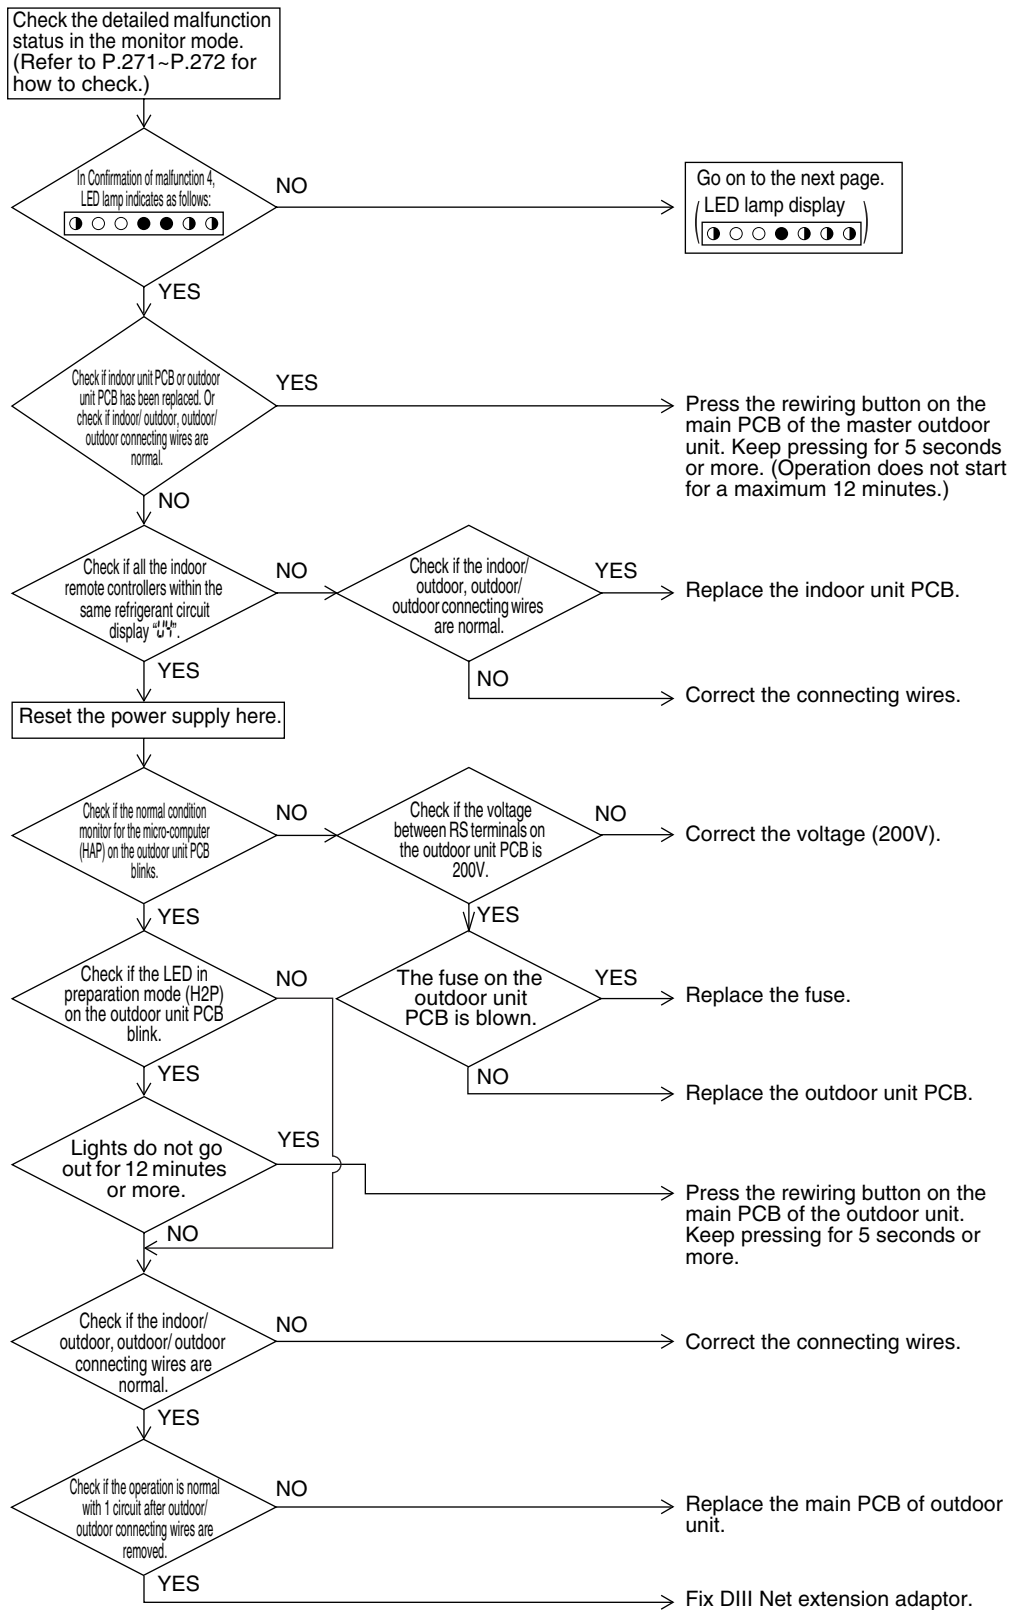 Check the detailed malfunction
status in the monitor mode.
(Refer to P.271~P.272 for
how to check.)
In Confirmation of malfunction 4,
LED lamp indicates as follows:
NO
Go on to the next page.
LED lamp display
YES
Check if indoor unit PCB or outdoor
unit PCB has been replaced. Or
check if indoor/ outdoor, outdoor/
outdoor connecting wires are
normal.
YES
Press the rewiring button on the
main PCB of the master outdoor
unit. Keep pressing for 5 seconds
or more. (Operation does not start
for a maximum 12 minutes.)
NO
Check if all the indoor
remote controllers within the
same refrigerant circuit
display "U4".
NO
Check if the indoor/
outdoor, outdoor/
outdoor connecting wires
are normal.
YES
Replace the indoor unit PCB.
YES
NO
Correct the connecting wires.
Reset the power supply here.
Check if the normal condition
monitor for the micro-computer
(HAP) on the outdoor unit PCB
blinks.
NO
Check if the voltage
between RS terminals on
the outdoor unit PCB is
200V.
NO
Correct the voltage (200V).
YES
YES
Check if the LED in
preparation mode (H2P)
on the outdoor unit PCB
blink.
NO
The fuse on the
outdoor unit
PCB is blown.
YES
Replace the fuse.
YES
NO
Replace the outdoor unit PCB.
Lights do not go
out for 12 minutes
or more.
YES
Press the rewiring button on the
main PCB of the outdoor unit.
Keep pressing for 5 seconds or
more.
NO
Check if the indoor/
outdoor, outdoor/ outdoor
connecting wires are
normal.
NO
Correct the connecting wires.
YES
Check if the operation is normal
with 1 circuit after outdoor/
outdoor connecting wires are
removed.
NO
Replace the main PCB of outdoor
unit.
YES
Fix DIII Net extension adaptor.